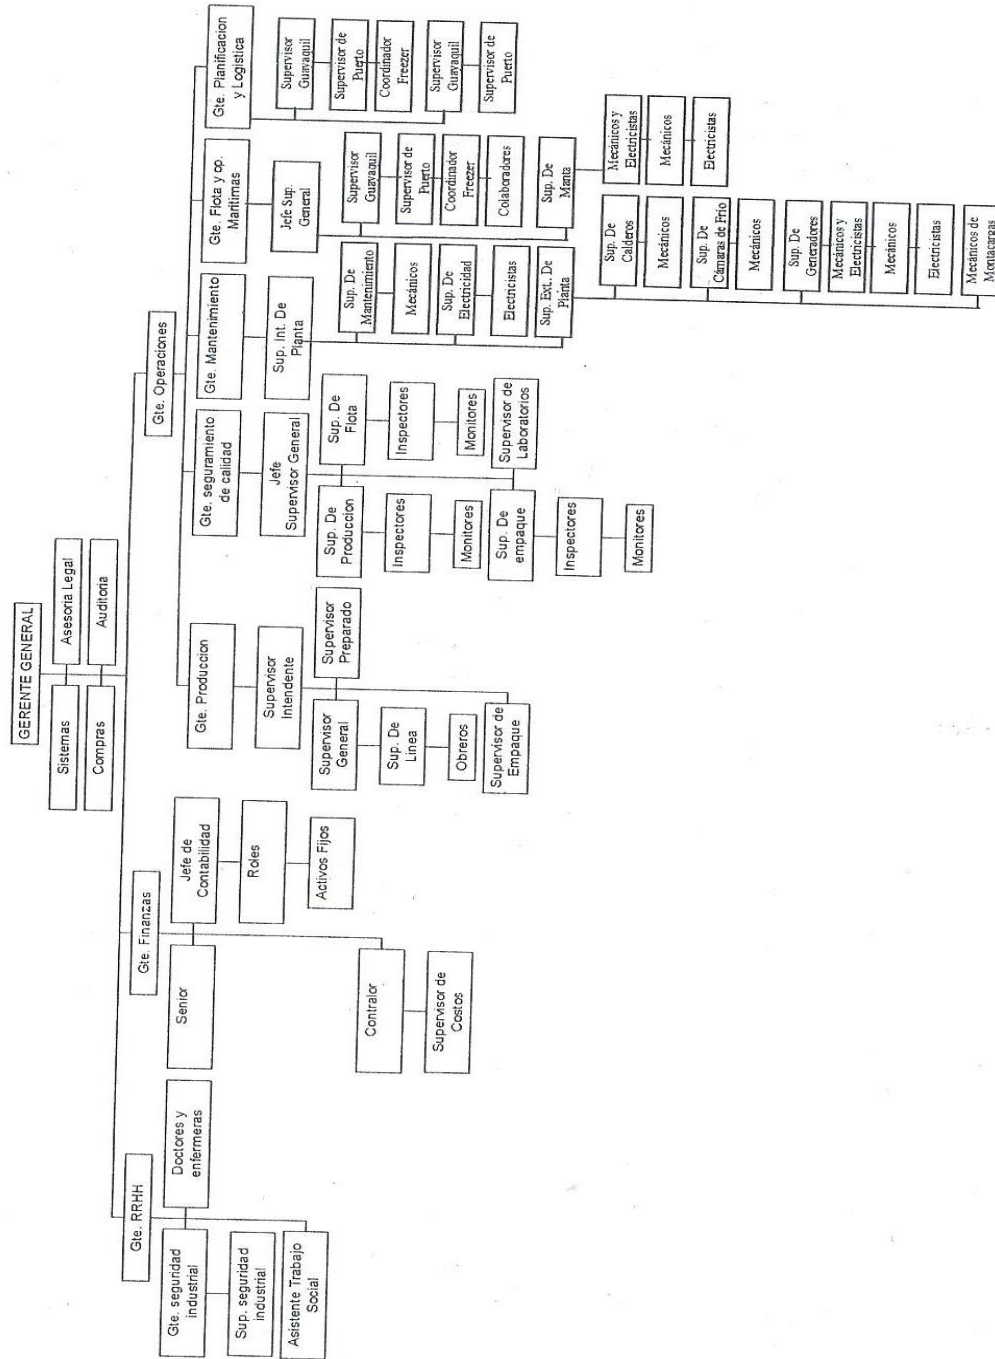 GERENTE GENERAL
Sistemas
Asesoria Legal
Compras
Auditoria
Gte. RRHH
Gte. Finanzas
Gte. Operaciones
Gte. seguridad
industrial
Doctores y
enfermeras
Sup. seguridad
industrial
Asistente Trabajo
Social
Senior
Jefe de
Contabilidad
Roles
Activos Fijos
Contralor
Supervisor de
Costos
Gte. Produccion
Supervisor
Intendente
Supervisor
General
Supervisor
Preparado
Sup. De
Linea
Obreros
Supervisor de
Empaque
Gte. seguramiento
de calidad
Jefe
Supervisor General
Sup. De
Produccion
Sup. De
Flota
Inspectores
Inspectores
Monitores
Monitores
Sup. De
empaque
Supervisor de
Laboratorios
Inspectores
Monitores
Gte. Mantenimiento
Sup. Int. De
Planta
Sup. De
Mantenimiento
Mecánicos
Sup. De
Electricidad
Electricistas
Sup. Ext. De
Planta
Sup. De
Calderos
Mecánicos
Sup. De
Cámaras de Frio
Mecánicos
Sup. De
Generadores
Mecánicos y
Electricistas
Mecánicos
Electricistas
Mecánicos de
Montacargas
Gte. Flota y op.
Marítimas
Jefe Sup.
General
Supervisor
Guayaquil
Supervisor de
Puerto
Coordinador
Freezer
Colaboradores
Sup. De
Manta
Mecánicos y
Electricistas
Mecánicos
Electricistas
Gte. Planificacion
y Logistica
Supervisor
Guayaquil
Supervisor de
Puerto
Coordinador
Freezer
Supervisor
Guayaquil
Supervisor de
Puerto